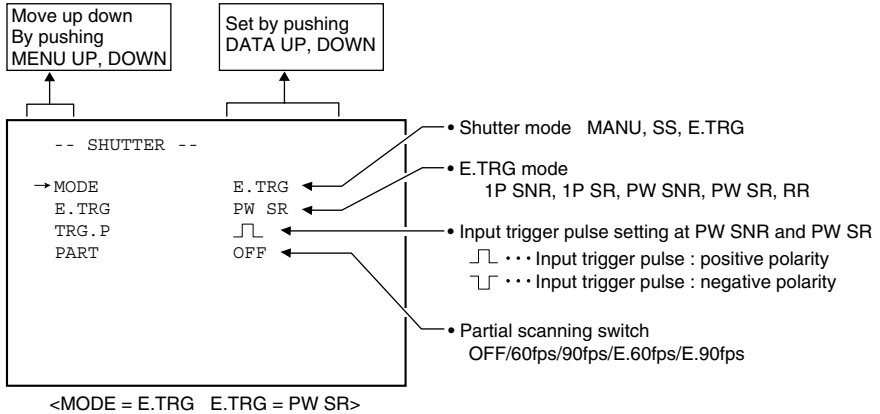 Move up down
By pushing
MENU UP, DOWN
Set by pushing
DATA UP, DOWN
-- SHUTTER --
→MODE E.TRG
E.TRG PW SR
TRG.P
PART OFF
• Shutter mode MANU, SS, E.TRG
• E.TRG mode
1P SNR, 1P SR, PW SNR, PW SR, RR
• Input trigger pulse setting at PW SNR and PW SR
••• Input trigger pulse : positive polarity
••• Input trigger pulse : negative polarity
• Partial scanning switch
OFF/60fps/90fps/E.60fps/E.90fps
<MODE = E.TRG E.TRG = PW SR>